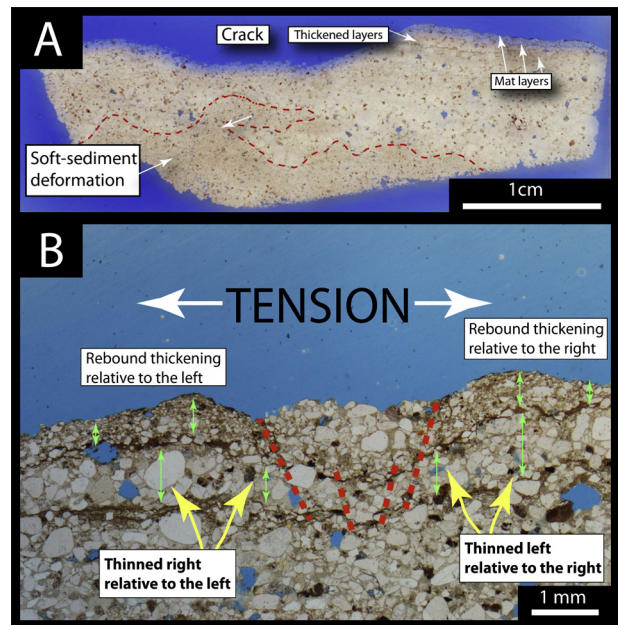 A
Crack
Thickened layers
Mat layers
Soft-sediment
deformation
1cm
B
TENSION
Rebound thickening
relative to the left
Rebound thickening
relative to the right
Thinned right
relative to the left
Thinned left
relative to the right
1 mm